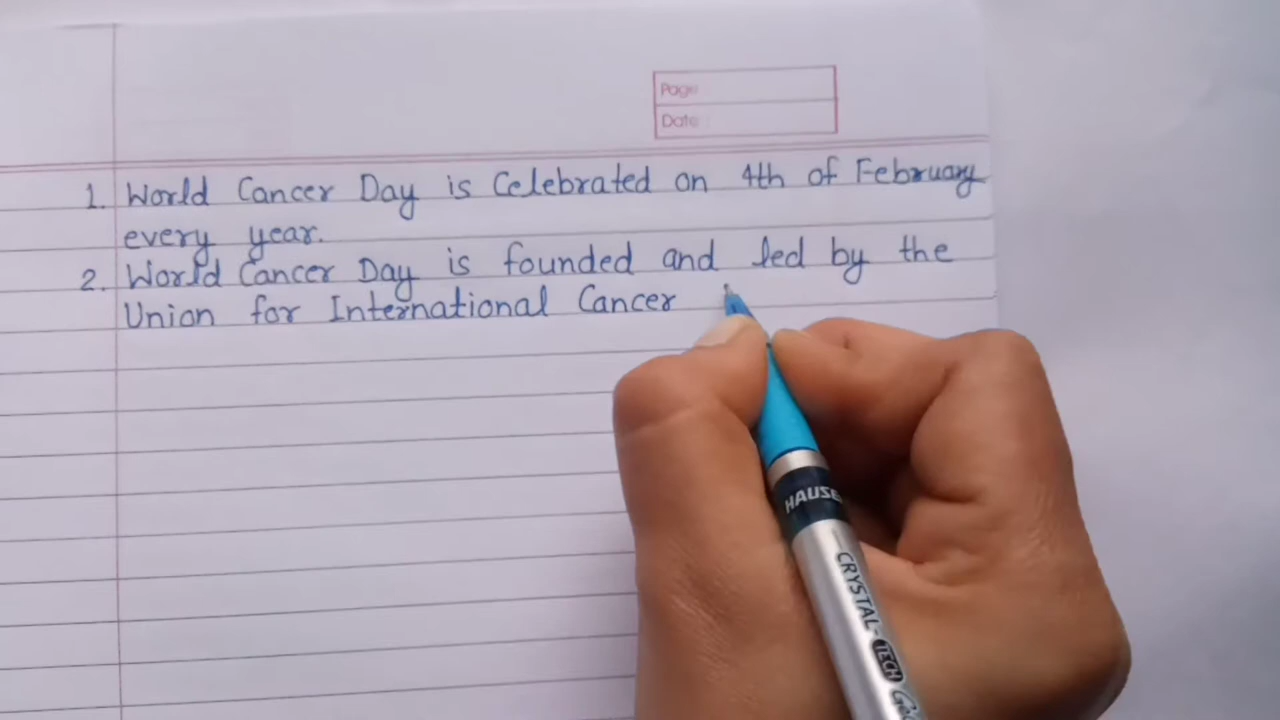 Page
Date :
1. World Cancer Day is Celebrated on 4th of February
every year.
2. World Cancer Day is founded and led by the
Union for International Cancer
HAUSER
CRYSTAL-
TECH